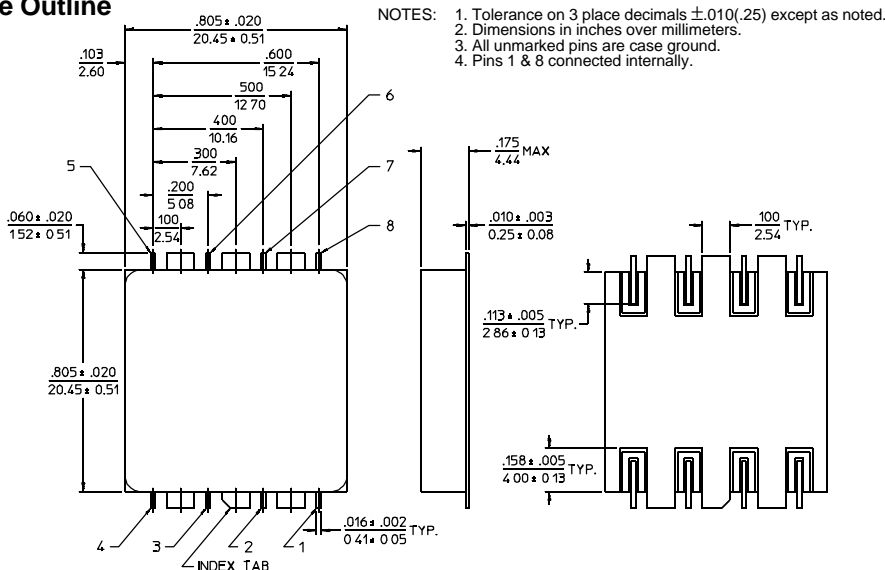 e Outline
NOTES: 1. Tolerance on 3 place decimals ±.010(.25) except as noted.
2. Dimensions in inches over millimeters.
3. All unmarked pins are case ground.
4. Pins 1 & 8 connected internally.
.805± .020
20.45± 0.51
.103
2.60
.600
15 24
500
12 70
400
10.16
300
7.62
.200
5 08
100
2.54
6
5
7
8
.060± .020
1.52± 0 51
.175 MAX
4.44
.010± .003
0.25± 0.08
100 TYP.
2.54
.113± .005 TYP.
2 86± 0 13
.805± .020
20.45± 0.51
.158± .005 TYP.
4 00± 0 13
.016± .002 TYP.
0 41± 0 05
4
3
2
1
INDEX TAB